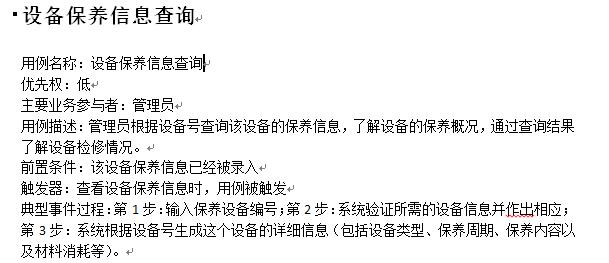 设备保养信息查询
用例名称：设备保养信息查询
优先权：低
主要业务参与者：管理员
用例描述：管理员根据设备号查询该设备的保养信息，了解设备的保养概况，通过查询结果
了解设备检修情况。
前置条件：该设备保养信息已经被录入
触发器：查看设备保养信息时，用例被触发
典型事件过程：第 1 步：输入保养设备编号；第 2 步：系统验证所需的设备信息并作出相应；
第 3 步：系统根据设备号生成这个设备的详细信息（包括设备类型、保养周期、保养内容以
及材料消耗等）。